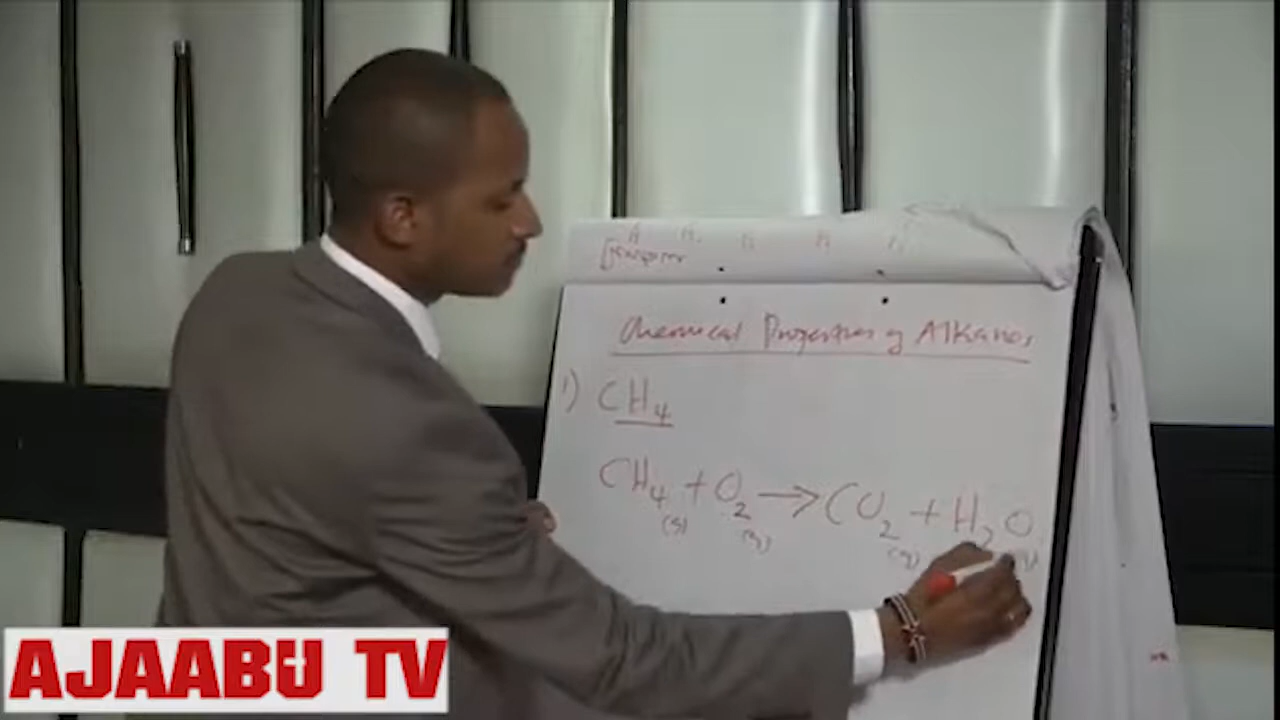 Chemical Properties of Alkanes
1) CH4
CH4 + O2 → CO2 + H2O
(g) (g) (g) (l)
AJAABU TV